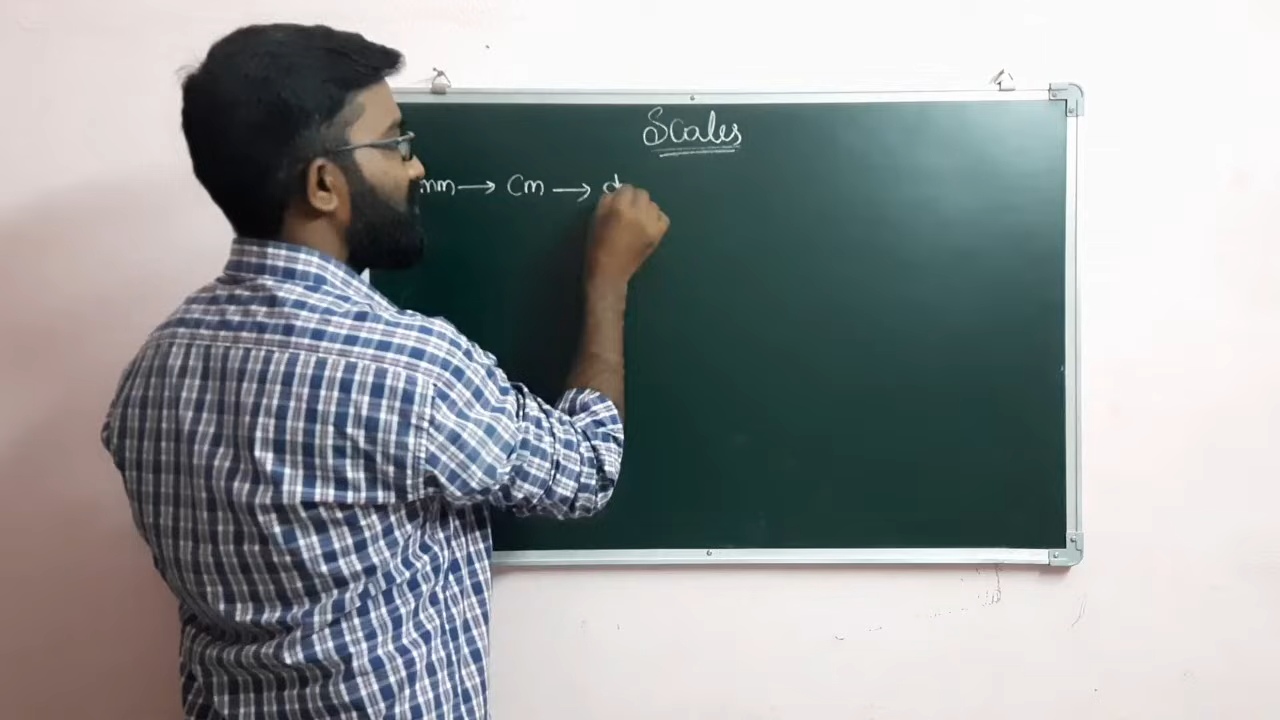 Scales
mm → Cm → d